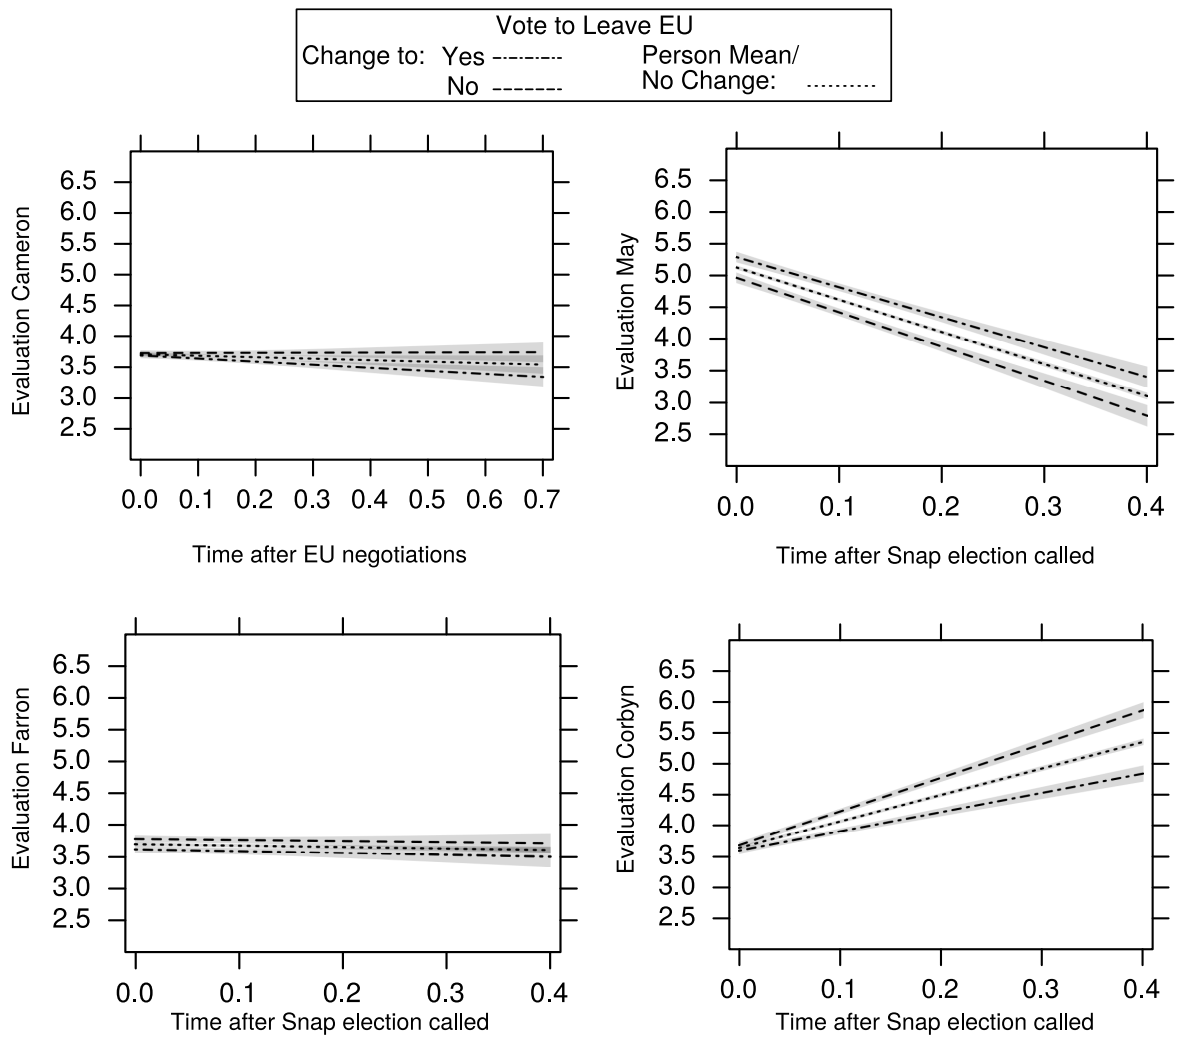 Vote to Leave EU
Change to: Yes Person Mean/
No No Change:
Evaluation Cameron
6.5
6.0
5.5
5.0
4.5
4.0
3.5
3.0
2.5
0.0 0.1 0.2 0.3 0.4 0.5 0.6 0.7
Time after EU negotiations
Evaluation May
6.5
6.0
5.5
5.0
4.5
4.0
3.5
3.0
2.5
0.0 0.1 0.2 0.3 0.4
Time after Snap election called
Evaluation Farron
6.5
6.0
5.5
5.0
4.5
4.0
3.5
3.0
2.5
0.0 0.1 0.2 0.3 0.4
Time after Snap election called
Evaluation Corbyn
6.5
6.0
5.5
5.0
4.5
4.0
3.5
3.0
2.5
0.0 0.1 0.2 0.3 0.4
Time after Snap election called